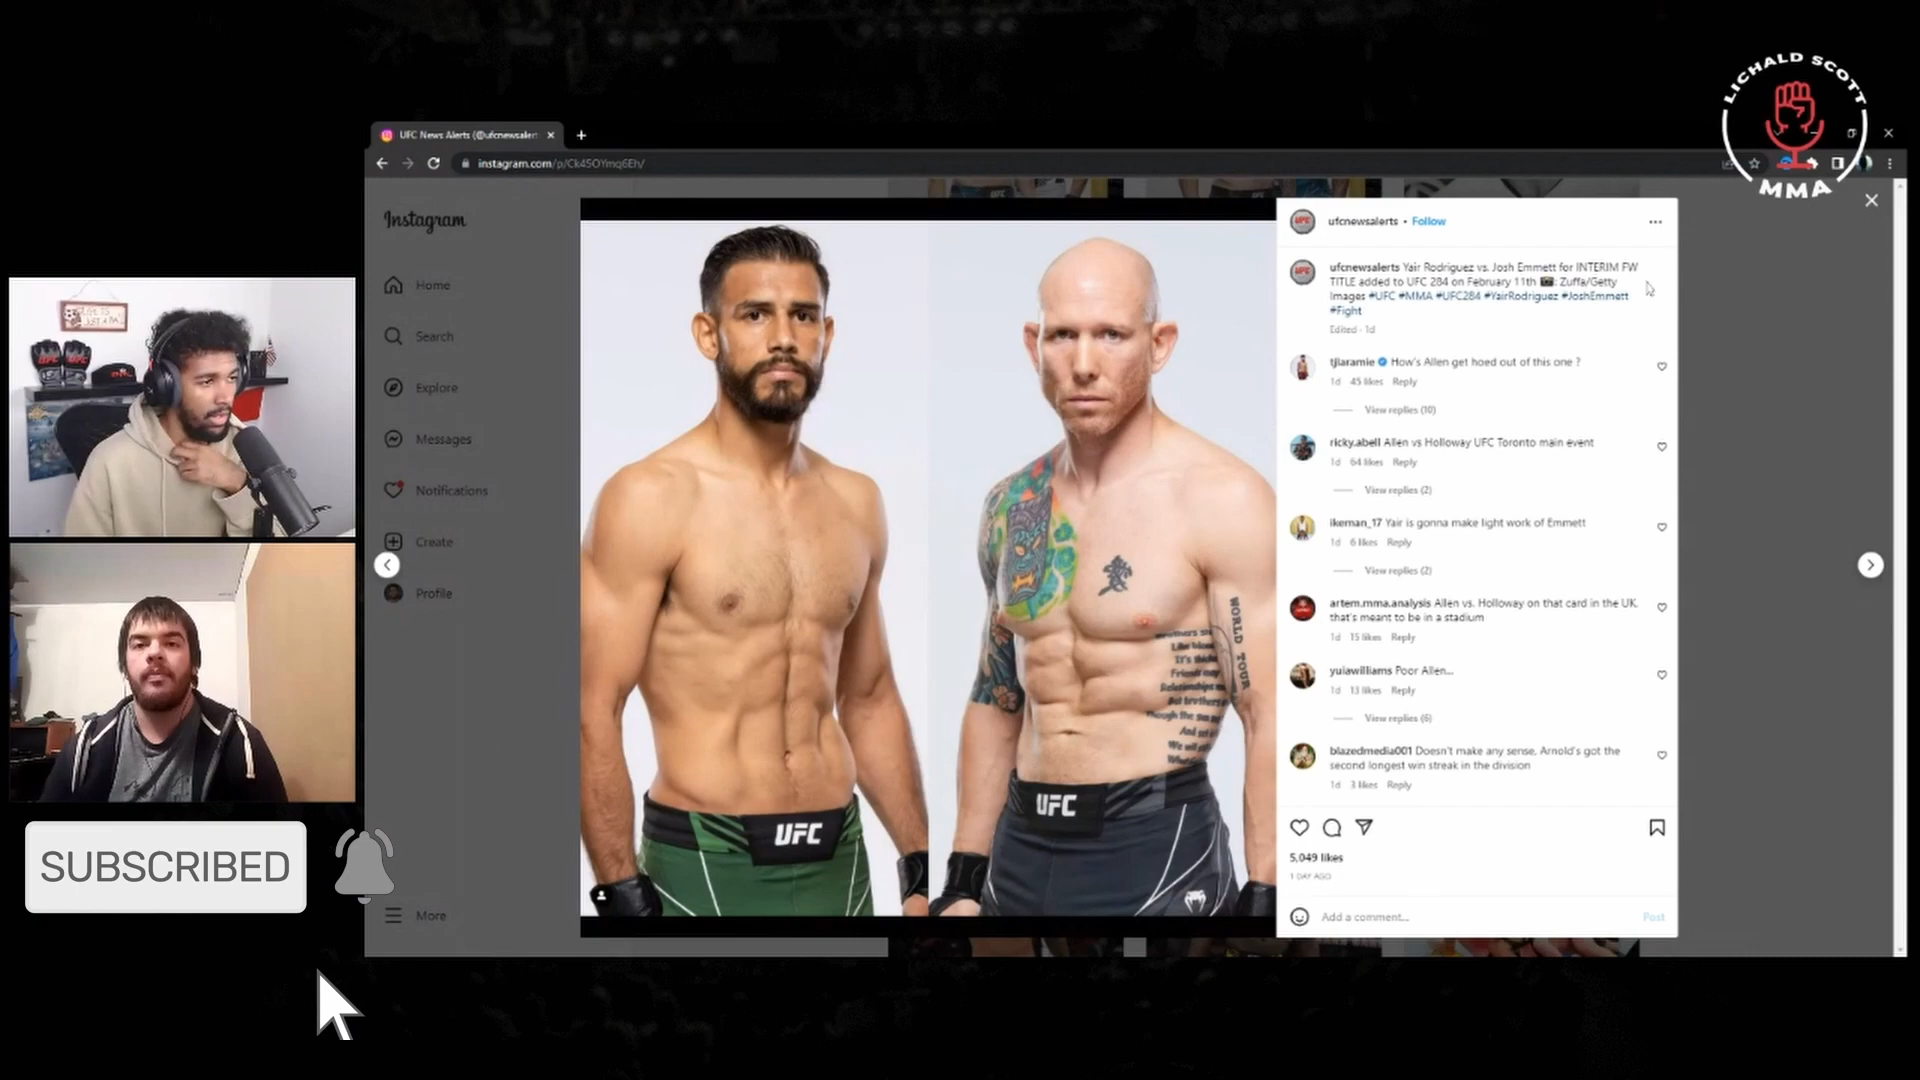 LICHALD SCOTT
MMA
UFC News Alerts (@ufcnewsalert
instagram.com/p/Ck45OYmq6Eh/
Instagram
Home
Search
Explore
Messages
Notifications
Create
Profile
More
UFC
UFC
WORLD TOUR
ufcnewsalerts • Follow
ufcnewsalerts Yair Rodriguez vs. Josh Emmett for INTERIM FW
TITLE added to UFC 284 on February 11th 📸: Zuffa/Getty
Images #UFC #MMA #UFC284 #YairRodriguez #JoshEmmett
#Fight
Edited · 1d
tjlaramie How's Allen get hoed out of this one ?
1d 45 likes Reply
View replies (10)
ricky.abell Allen vs Holloway UFC Toronto main event
1d 64 likes Reply
View replies (2)
ikeman_17 Yair is gonna make light work of Emmett
1d 6 likes Reply
View replies (2)
artem.mma.analysis Allen vs. Holloway on that card in the UK,
that's meant to be in a stadium
1d 15 likes Reply
yuiawilliams Poor Allen...
1d 13 likes Reply
View replies (6)
blazedmedia001 Doesn't make any sense, Arnold's got the
second longest win streak in the division
1d 3 likes Reply
5,049 likes
1 DAY AGO
Add a comment...
Post
SUBSCRIBED